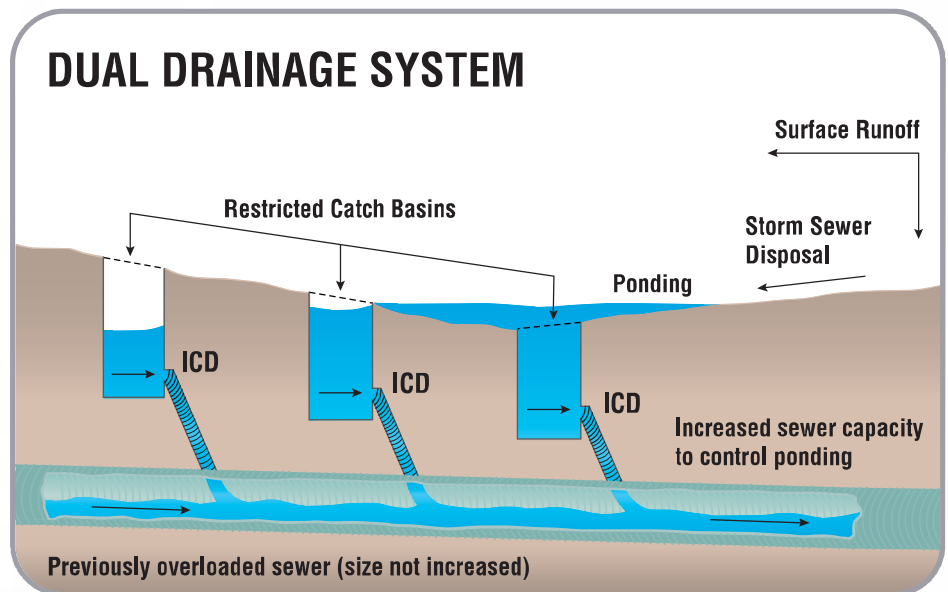 DUAL DRAINAGE SYSTEM
Surface Runoff
Restricted Catch Basins
Storm Sewer
Disposal
Ponding
ICD
ICD
ICD
Increased sewer capacity
to control ponding
Previously overloaded sewer (size not increased)